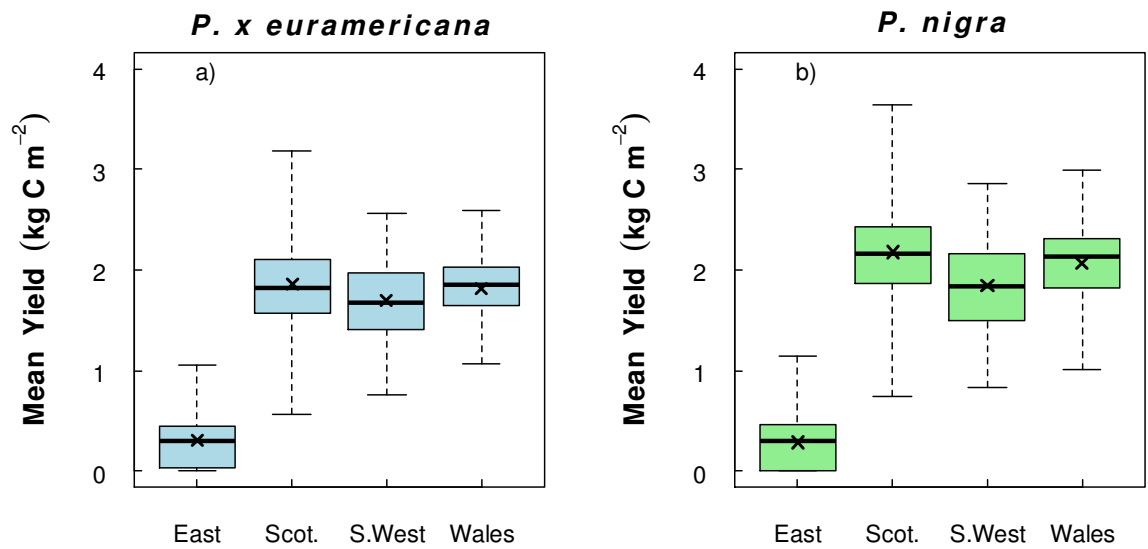 P. x euramericana
a)
Mean Yield (kg C m⁻²)
4
3
2
1
0
East Scot. S.West Wales
P. nigra
b)
Mean Yield (kg C m⁻²)
4
3
2
1
0
East Scot. S.West Wales